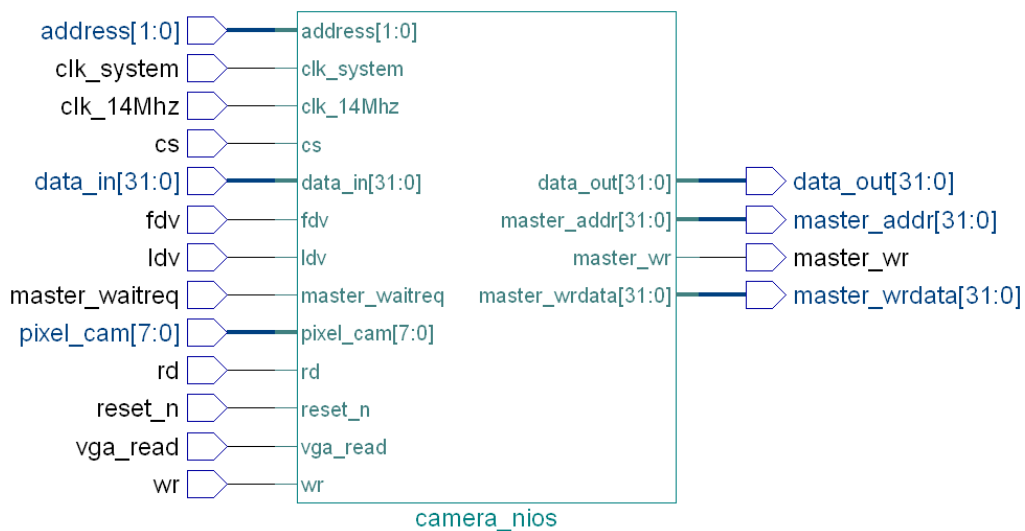 address[1:0] address[1:0]
clk_system clk_system
clk_14Mhz clk_14Mhz
cs cs
data_in[31:0] data_in[31:0] data_out[31:0] data_out[31:0]
fdv fdv master_addr[31:0] master_addr[31:0]
ldv ldv master_wr master_wr
master_waitreq master_waitreq master_wrdata[31:0] master_wrdata[31:0]
pixel_cam[7:0] pixel_cam[7:0]
rd rd
reset_n reset_n
vga_read vga_read
wr wr
camera_nios